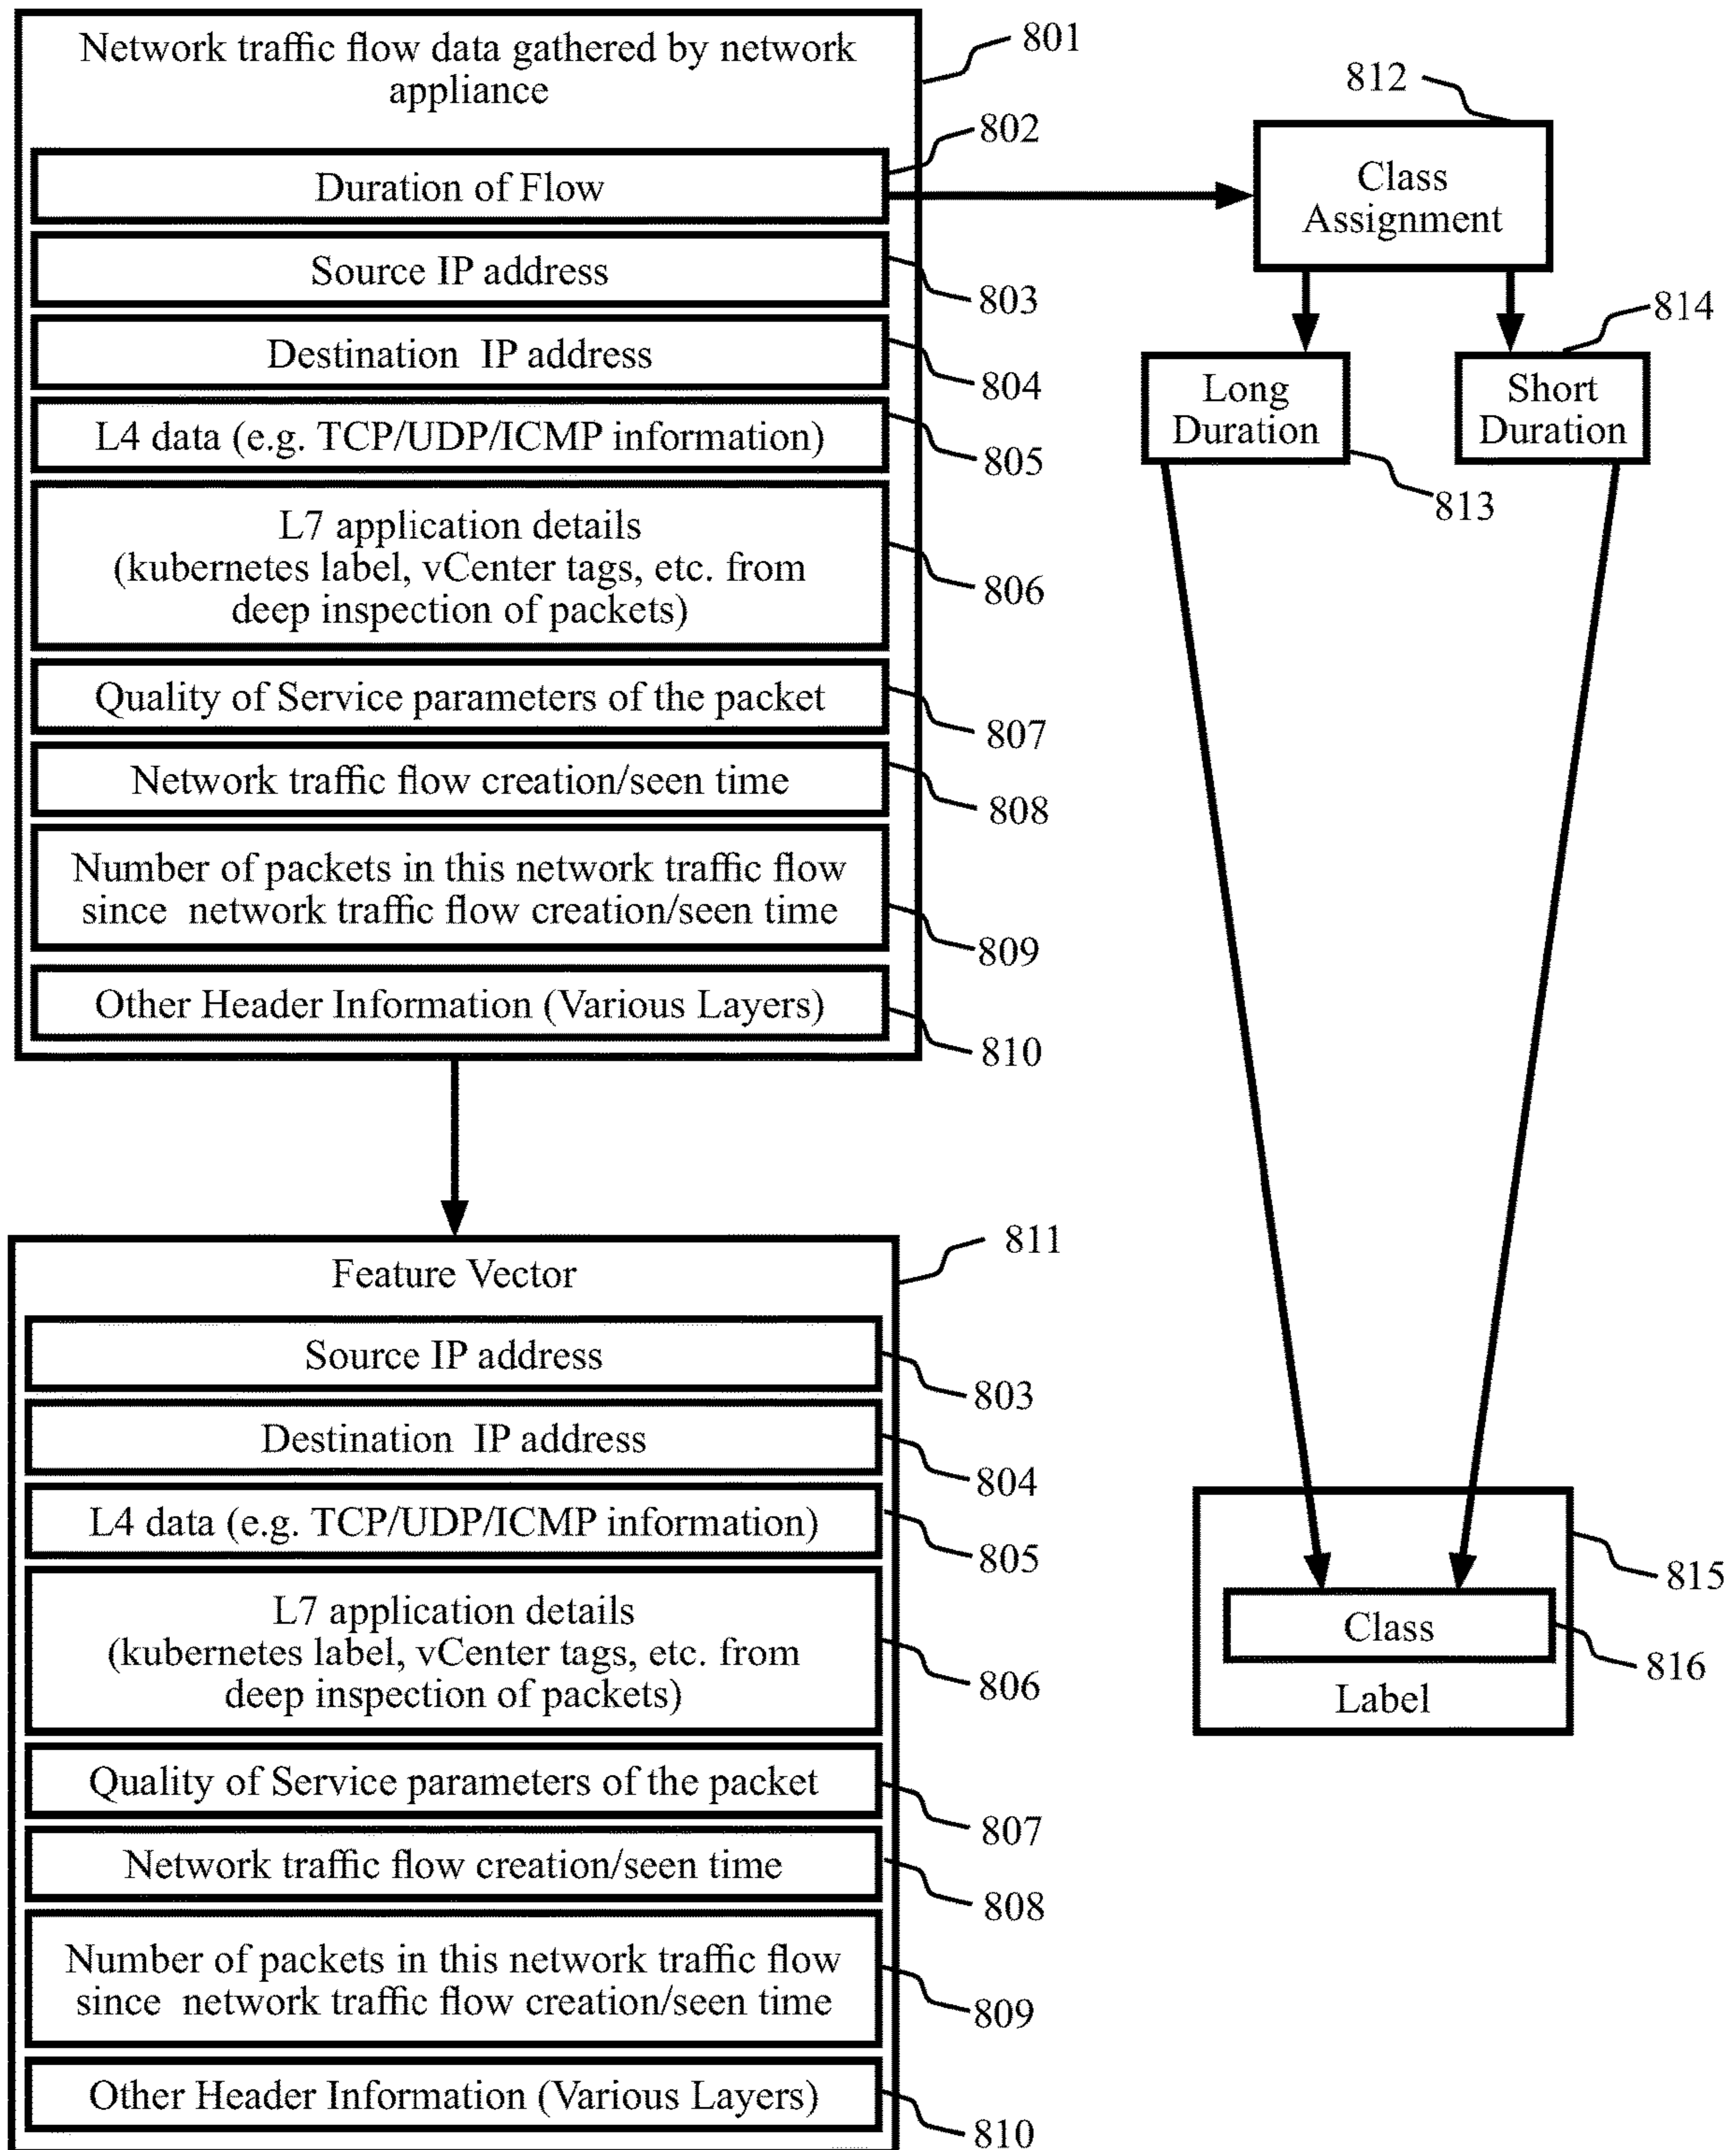 Network traffic flow data gathered by network
appliance
801
Duration of Flow
802
Source IP address
803
Destination IP address
804
L4 data (e.g. TCP/UDP/ICMP information)
805
L7 application details
(kubernetes label, vCenter tags, etc. from
deep inspection of packets)
806
Quality of Service parameters of the packet
807
Network traffic flow creation/seen time
808
Number of packets in this network traffic flow
since network traffic flow creation/seen time
809
Other Header Information (Various Layers)
810
812
Class
Assignment
814
Long
Duration
813
Short
Duration
Feature Vector
811
Source IP address
803
Destination IP address
804
L4 data (e.g. TCP/UDP/ICMP information)
805
L7 application details
(kubernetes label, vCenter tags, etc. from
deep inspection of packets)
806
Quality of Service parameters of the packet
807
Network traffic flow creation/seen time
808
Number of packets in this network traffic flow
since network traffic flow creation/seen time
809
Other Header Information (Various Layers)
810
815
Class
816
Label